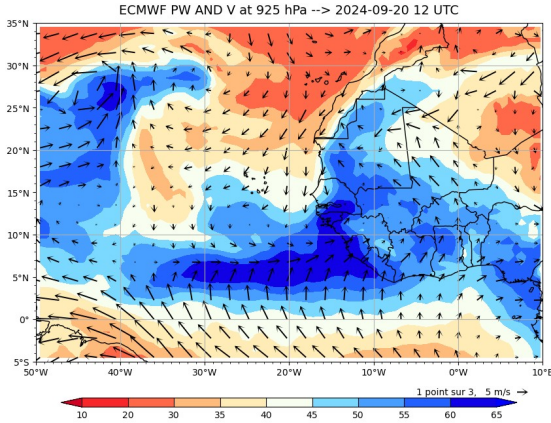 ECMWF PW AND V at 925 hPa --> 2024-09-20 12 UTC
35°N
30°N
25°N
20°N
15°N
10°N
5°N
0°
5°S
50°W 40°W 30°W 20°W 10°W 0°W 10°E
1 point sur 3, 5 m/s
10 20 30 35 40 45 50 55 60 65